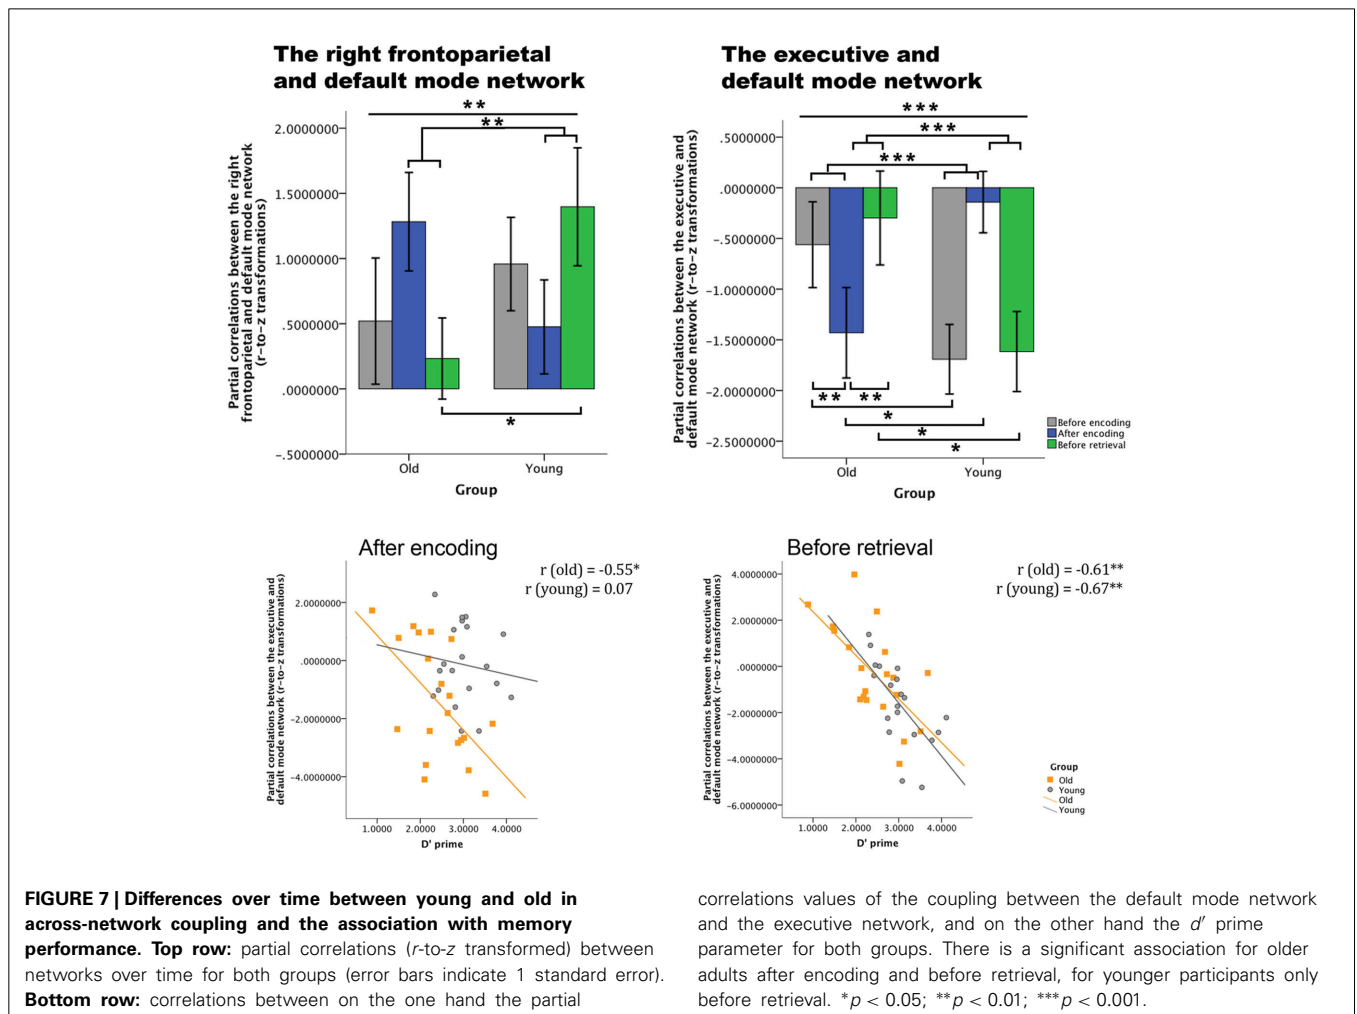 The right frontoparietal
and default mode network
**
**
Partial correlations between the right
frontoparietal and default mode network
(r-to-z transformations)
2.0000000
1.5000000
1.0000000
.5000000
.0000000
-.5000000
*
Old
Young
Group
The executive and
default mode network
***
***
***
Partial correlations between the executive and
default mode network (r-to-z transformations)
.5000000
.0000000
-.5000000
-1.0000000
-1.5000000
-2.0000000
-2.5000000
**
**
*
*
*
Before encoding
After encoding
Before retrieval
Old
Young
Group
After encoding
r (old) = -0.55*
r (young) = 0.07
Partial correlations between the executive and
default mode network (r-to-z transformations)
2.0000000
.0000000
-2.0000000
-4.0000000
1.0000
2.0000
3.0000
4.0000
D' prime
Before retrieval
r (old) = -0.61**
r (young) = -0.67**
Partial correlations between the executive and
default mode network (r-to-z transformations)
4.0000000
2.0000000
.0000000
-2.0000000
-4.0000000
-6.0000000
1.0000
2.0000
3.0000
4.0000
D' prime
Group
Old
Young
Old
Young
FIGURE 7 | Differences over time between young and old in
across-network coupling and the association with memory
performance. Top row: partial correlations (r-to-z transformed) between
networks over time for both groups (error bars indicate 1 standard error).
Bottom row: correlations between on the one hand the partial
correlations values of the coupling between the default mode network
and the executive network, and on the other hand the d′ prime
parameter for both groups. There is a significant association for older
adults after encoding and before retrieval, for younger participants only
before retrieval. *p < 0.05; **p < 0.01; ***p < 0.001.